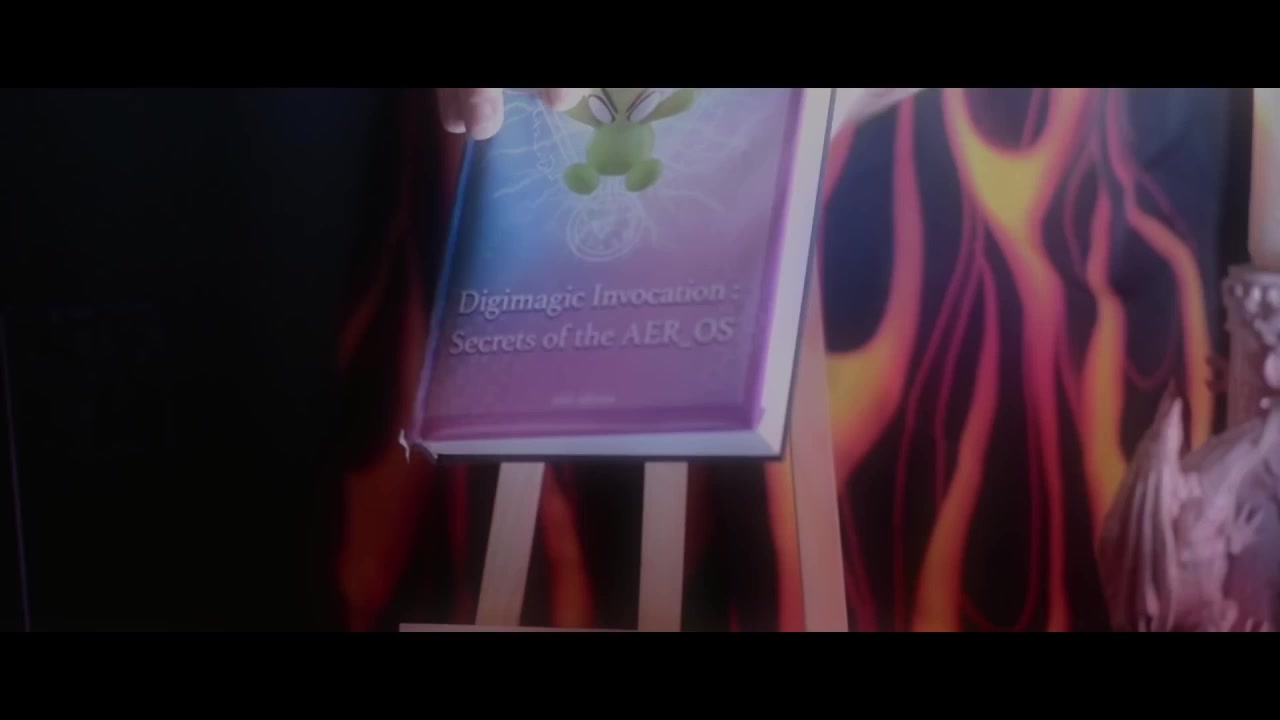 Digimagic Invocation :
Secrets of the AER_OS